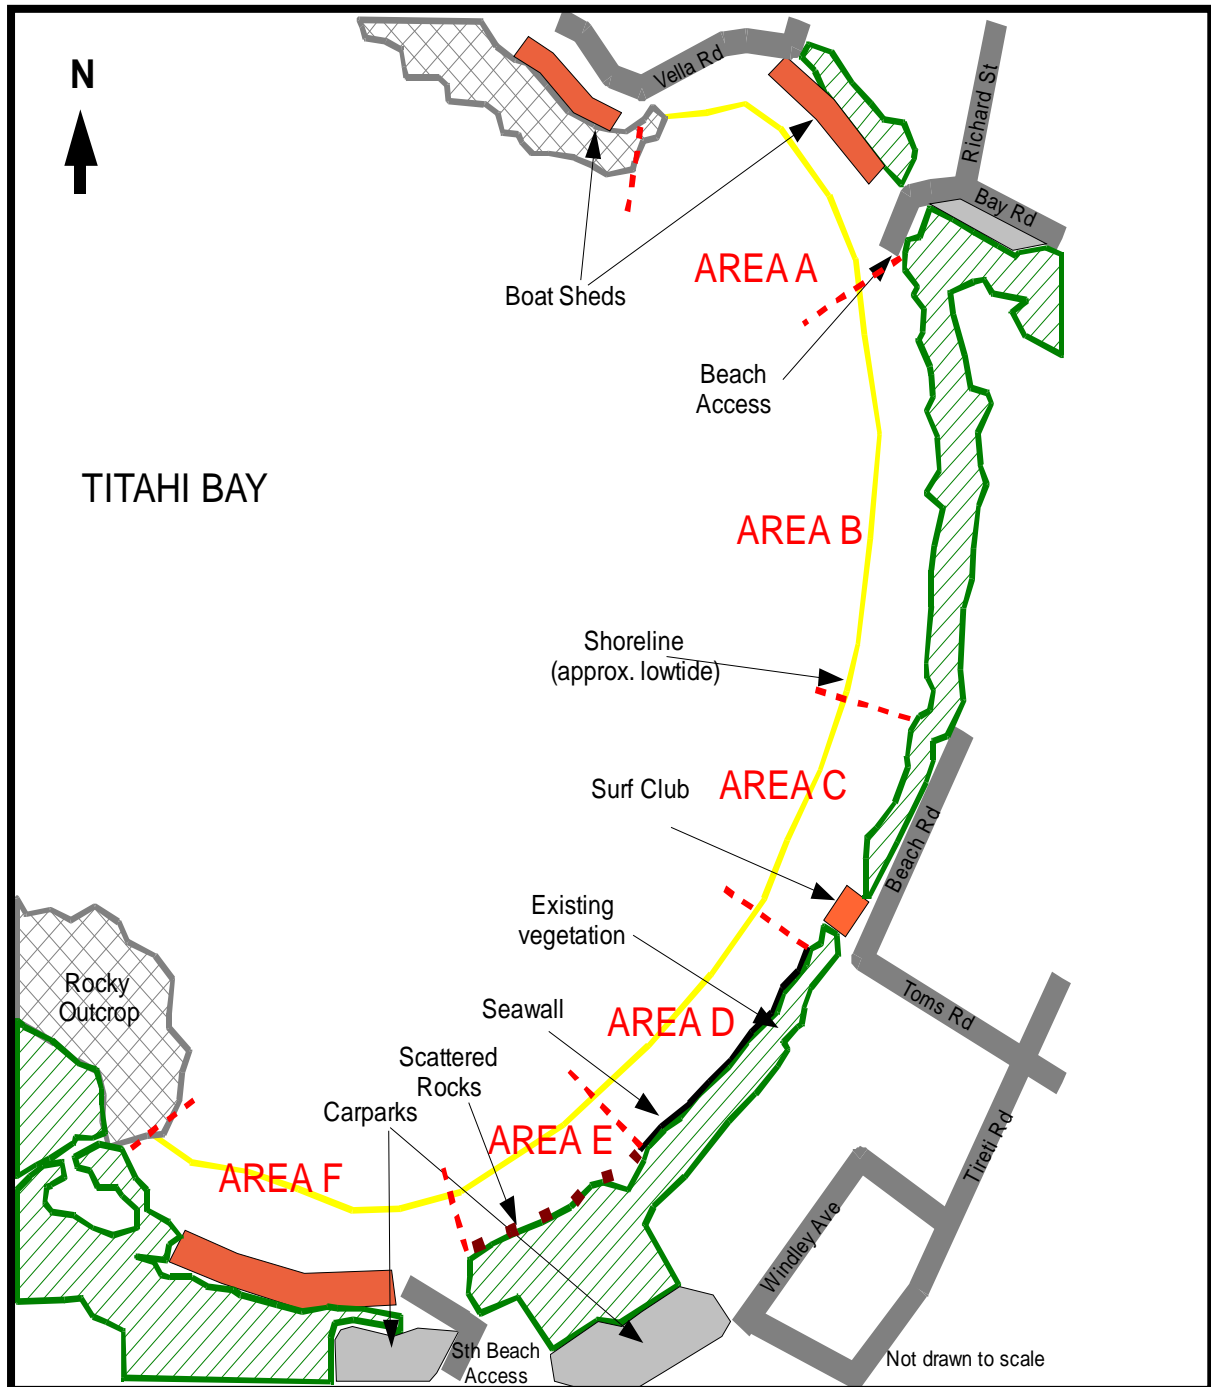 N
Vella Rd
Richard St
Bay Rd
AREA A
Boat Sheds
Beach
Access
TITAHI BAY
AREA B
Shoreline
(approx. lowtide)
AREA C
Surf Club
Beach Rd
Existing
vegetation
Rocky
Outcrop
Toms Rd
Seawall
AREA D
Scattered
Rocks
Carparks
AREA E
Tireti Rd
AREA F
Windley Ave
Sth Beach
Access
Not drawn to scale